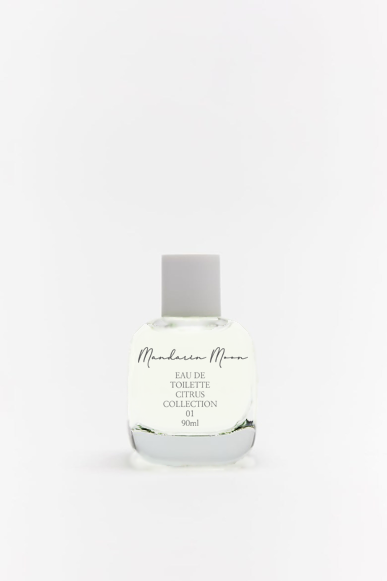 Mandarin Moon
EAU DE
TOILETTE
CITRUS
COLLECTION
01
90ml